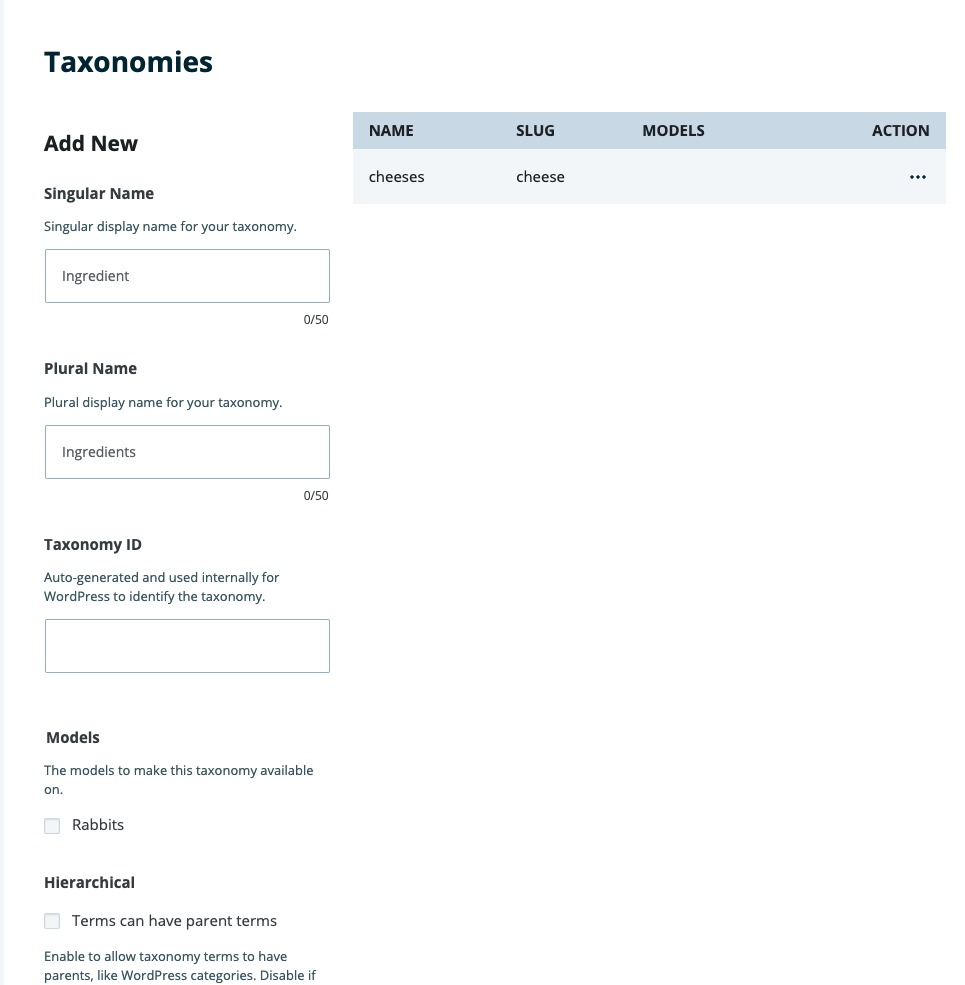 Taxonomies
Add New
Singular Name
Singular display name for your taxonomy.
Ingredient
0/50
Plural Name
Plural display name for your taxonomy.
Ingredients
0/50
Taxonomy ID
Auto-generated and used internally for
WordPress to identify the taxonomy.
Models
The models to make this taxonomy available
on.
Rabbits
Hierarchical
Terms can have parent terms
Enable to allow taxonomy terms to have
parents, like WordPress categories. Disable if
NAME SLUG MODELS ACTION
cheeses cheese •••